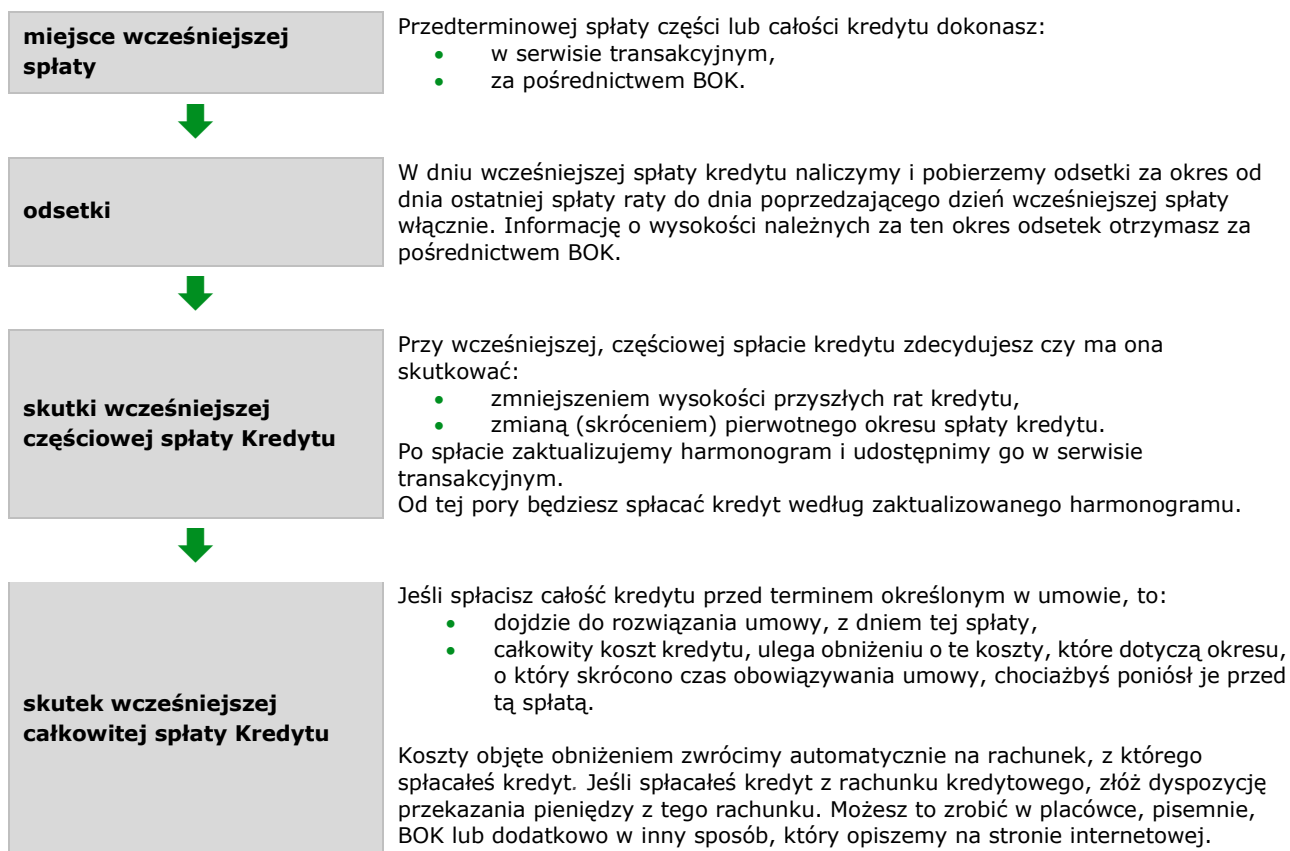 miejsce wcześniejszej
spłaty
Przedterminowej spłaty części lub całości kredytu dokonasz:
• w serwisie transakcyjnym,
• za pośrednictwem BOK.
odsetki
W dniu wcześniejszej spłaty kredytu naliczymy i pobierzemy odsetki za okres od
dnia ostatniej spłaty raty do dnia poprzedzającego dzień wcześniejszej spłaty
włącznie. Informację o wysokości należnych za ten okres odsetek otrzymasz za
pośrednictwem BOK.
skutki wcześniejszej
częściowej spłaty Kredytu
Przy wcześniejszej, częściowej spłacie kredytu zdecydujesz czy ma ona
skutkować:
• zmniejszeniem wysokości przyszłych rat kredytu,
• zmianą (skróceniem) pierwotnego okresu spłaty kredytu.
Po spłacie zaktualizujemy harmonogram i udostępnimy go w serwisie
transakcyjnym.
Od tej pory będziesz spłacać kredyt według zaktualizowanego harmonogramu.
skutek wcześniejszej
całkowitej spłaty Kredytu
Jeśli spłacisz całość kredytu przed terminem określonym w umowie, to:
• dojdzie do rozwiązania umowy, z dniem tej spłaty,
• całkowity koszt kredytu, ulega obniżeniu o te koszty, które dotyczą okresu,
o który skrócono czas obowiązywania umowy, chociażbyś poniósł je przed
tą spłatą.
Koszty objęte obniżeniem zwrócimy automatycznie na rachunek, z którego
spłacałeś kredyt. Jeśli spłacałeś kredyt z rachunku kredytowego, złóż dyspozycję
przekazania pieniędzy z tego rachunku. Możesz to zrobić w placówce, pisemnie,
BOK lub dodatkowo w inny sposób, który opiszemy na stronie internetowej.